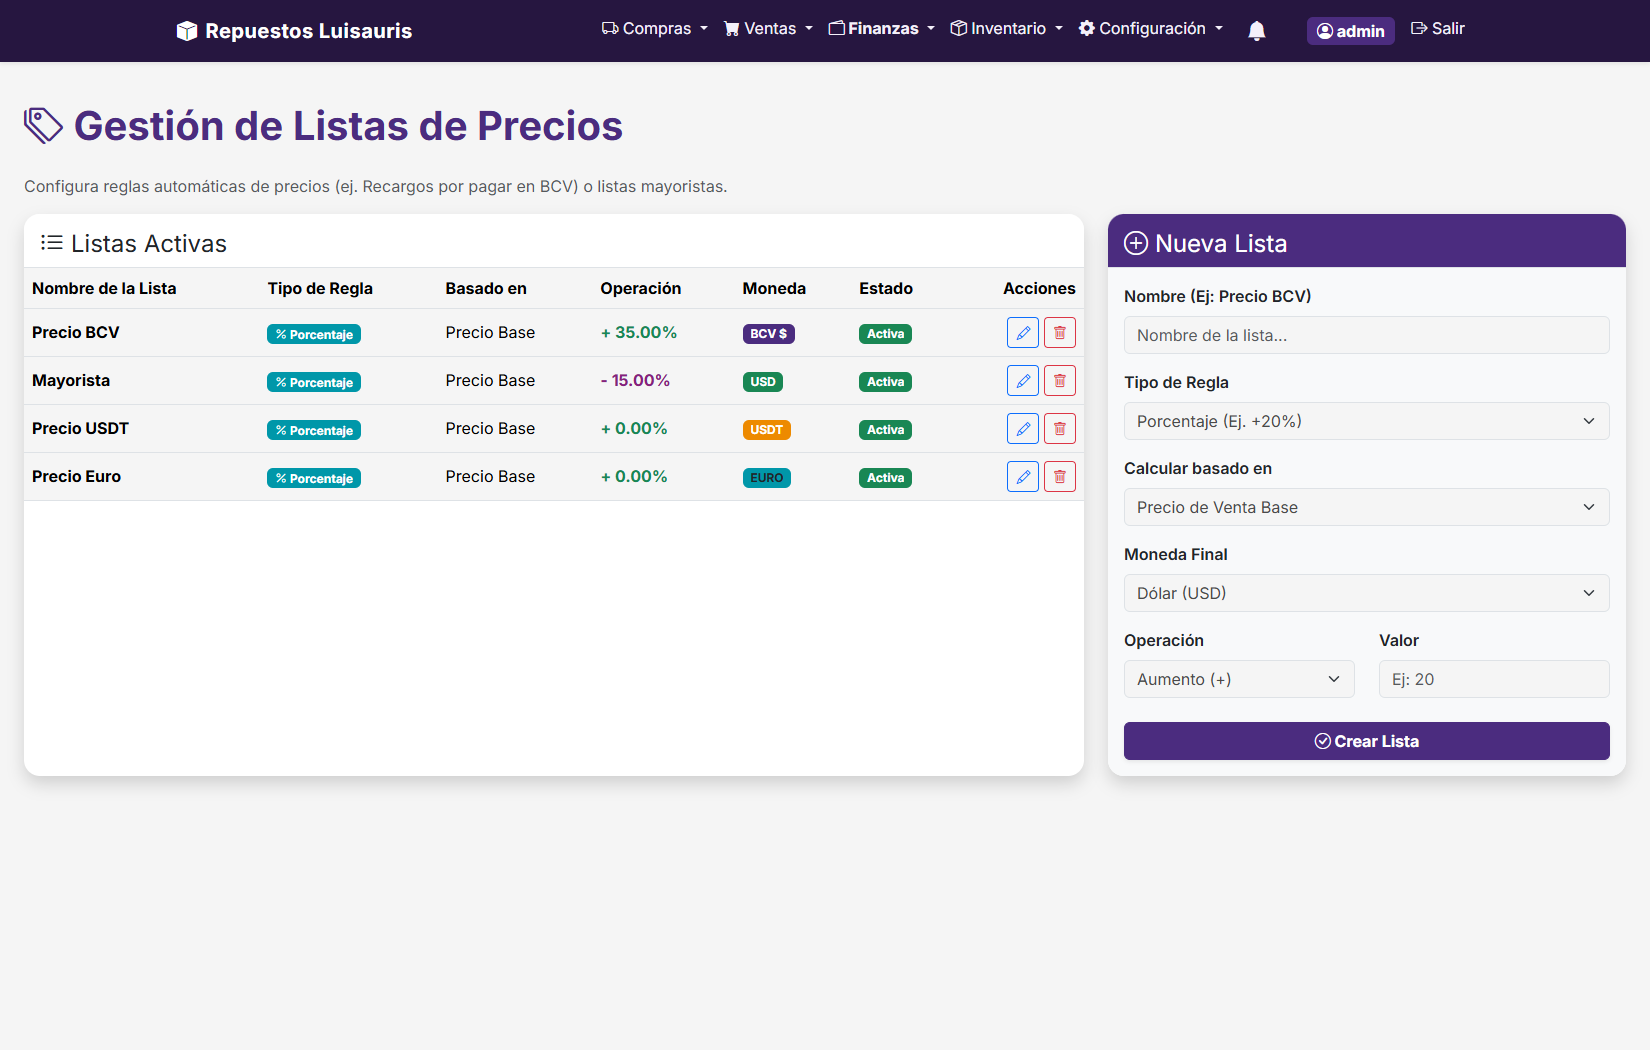 Repuestos Luisauris
Compras Ventas Finanzas Inventario Configuración admin Salir
Gestión de Listas de Precios
Configura reglas automáticas de precios (ej. Recargos por pagar en BCV) o listas mayoristas.
Listas Activas
Nombre de la Lista Tipo de Regla Basado en Operación Moneda Estado Acciones
Precio BCV % Porcentaje Precio Base + 35.00% BCV $ Activa
Mayorista % Porcentaje Precio Base - 15.00% USD Activa
Precio USDT % Porcentaje Precio Base + 0.00% USDT Activa
Precio Euro % Porcentaje Precio Base + 0.00% EURO Activa
Nueva Lista
Nombre (Ej: Precio BCV)
Nombre de la lista...
Tipo de Regla
Porcentaje (Ej. +20%)
Calcular basado en
Precio de Venta Base
Moneda Final
Dólar (USD)
Operación Valor
Aumento (+) Ej: 20
Crear Lista